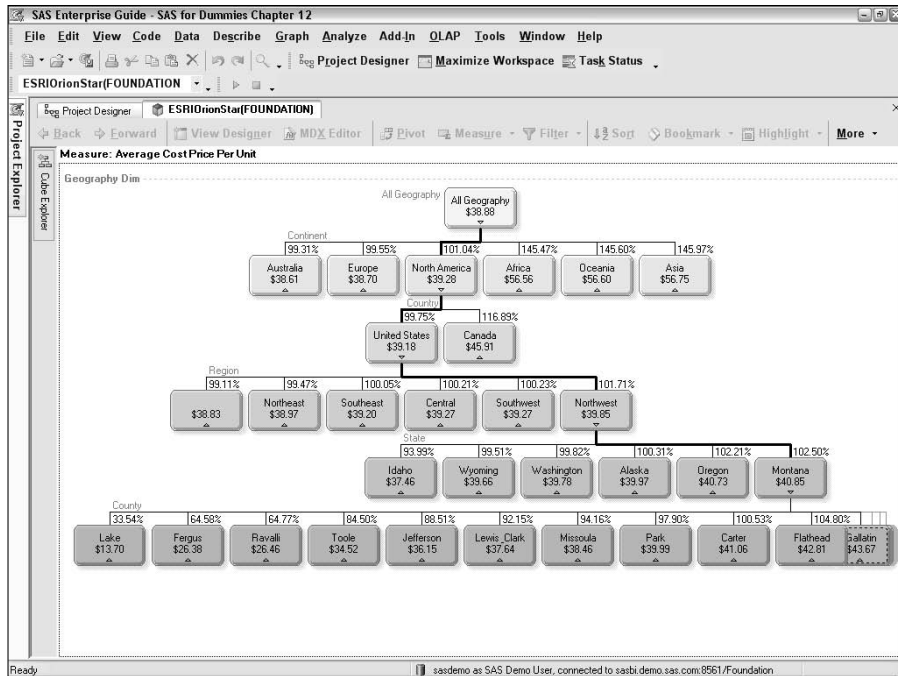 SAS Enterprise Guide - SAS for Dummies Chapter 12
File Edit View Code Data Describe Graph Analyze Add-In OLAP Tools Window Help
Project Designer Maximize Workspace Task Status
ESRIOrionStar(FOUNDATION
Project Designer ESRIOrionStar(FOUNDATION)
Back Forward View Designer MDX Editor Pivot Measure Filter Sort Bookmark Highlight More
Project Explorer
Cube Explorer
Measure: Average Cost Price Per Unit
Geography Dim
All Geography
All Geography
$38.88
Continent
99.31% 99.55% 101.04% 145.47% 145.60% 145.97%
Australia Europe North America Africa Oceania Asia
$38.61 $38.70 $39.28 $56.56 $56.60 $56.75
Country
99.75% 116.89%
United States Canada
$39.18 $45.91
Region
99.11% 99.47% 100.05% 100.21% 100.23% 101.71%
Northeast Southeast Central Southwest Northwest
$38.83 $38.97 $39.20 $39.27 $39.27 $39.85
State
93.99% 99.51% 99.82% 100.31% 102.21% 102.50%
Idaho Wyoming Washington Alaska Oregon Montana
$37.46 $39.66 $39.78 $39.97 $40.73 $40.85
County
33.54% 64.58% 64.77% 84.50% 88.51% 92.15% 94.16% 97.90% 100.53% 104.80%
Lake Fergus Ravalli Toole Jefferson Lewis_Clark Missoula Park Carter Flathead Gallatin
$13.70 $26.38 $26.46 $34.52 $36.15 $37.64 $38.46 $39.99 $41.06 $42.81 $43.67
Ready
sasdemo as SAS Demo User, connected to sasbi.demo.sas.com:8561/Foundation